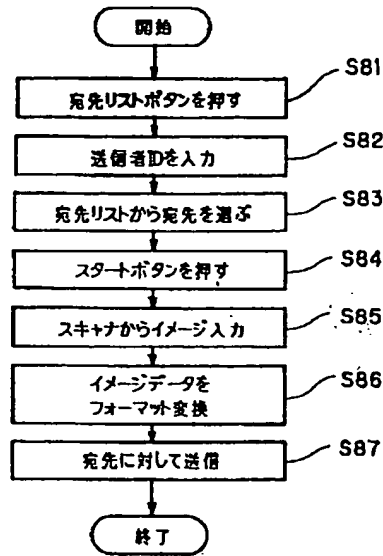 開始
宛先リストボタンを押す
S81
送信者IDを入力
S82
宛先リストから宛先を選ぶ
S83
スタートボタンを押す
S84
スキャナからイメージ入力
S85
イメージデータを
フォーマット変換
S86
宛先に対して送信
S87
終了